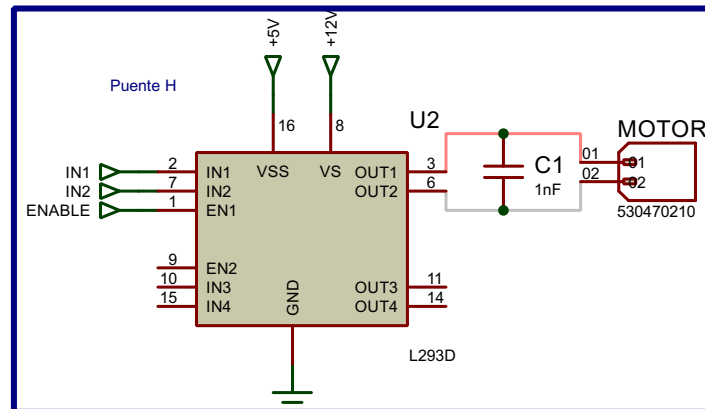 +5V
+12V
Puente H
16
8
U2
MOTOR
IN1
2
IN1
VSS
VS
OUT1
3
C1
01
01
IN2
7
IN2
OUT2
6
1nF
02
02
ENABLE
1
EN1
530470210
9
EN2
10
IN3
OUT3
11
15
IN4
GND
OUT4
14
L293D